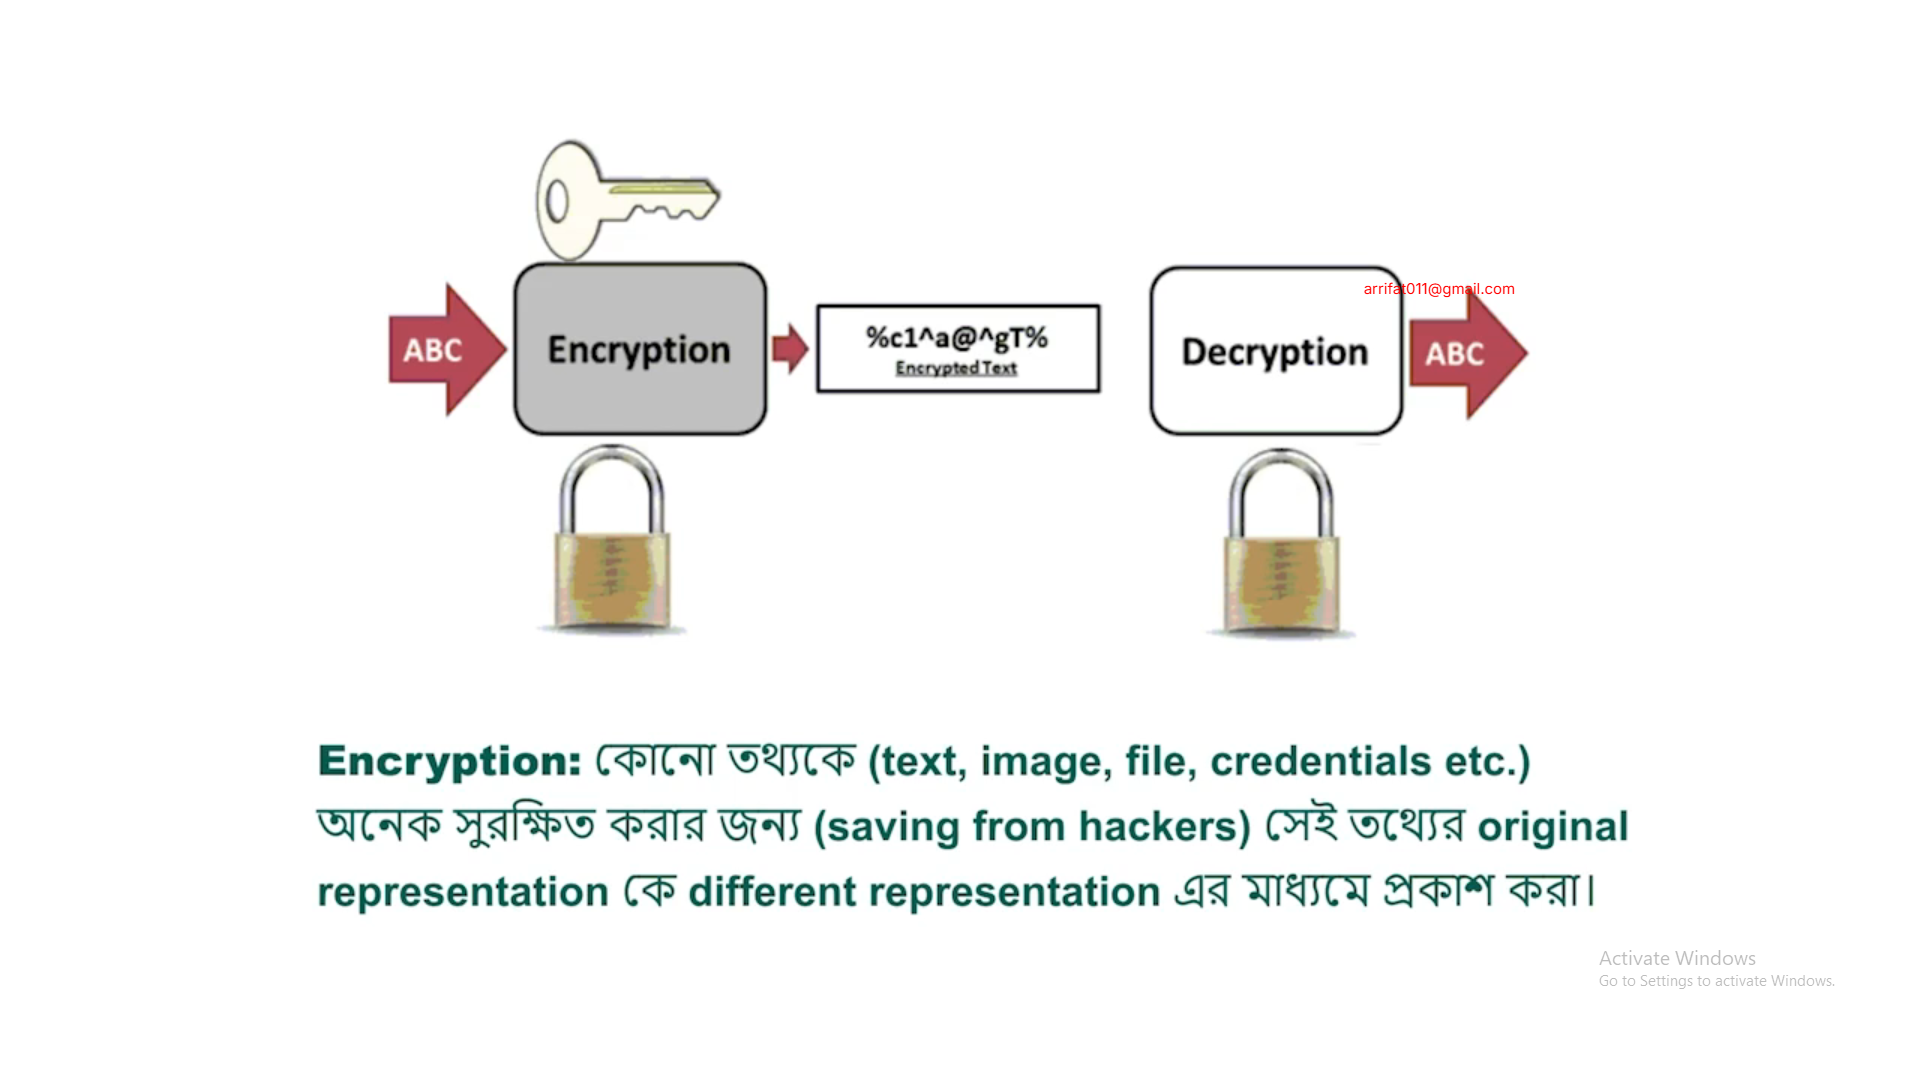 ABC
Encryption
%c1^a@^gT%
Encrypted Text
Decryption
arrifat011@gmail.com
ABC
Encryption: কোনো তথ্যকে (text, image, file, credentials etc.)
অনেক সুরক্ষিত করার জন্য (saving from hackers) সেই তথ্যের original
representation কে different representation এর মাধ্যমে প্রকাশ করা।
Activate Windows
Go to Settings to activate Windows.